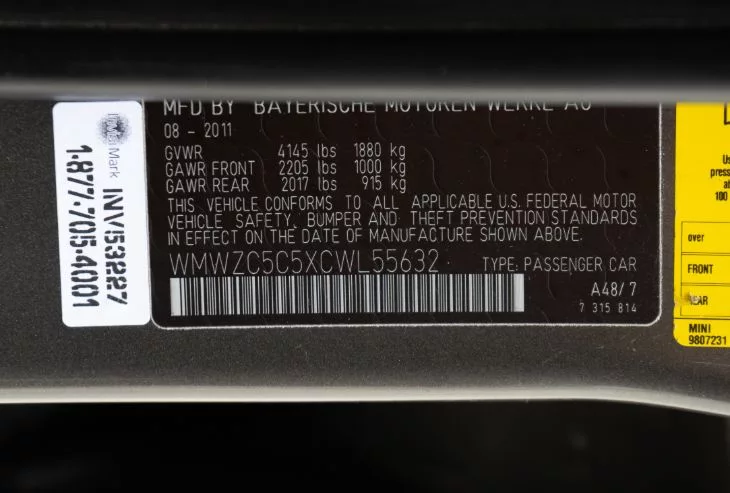 MFD BY BAYERISCHE MOTOREN WERKE AG
08 - 2011
GVWR 4145 lbs 1880 kg
GAWR FRONT 2205 lbs 1000 kg
GAWR REAR 2017 lbs 915 kg
THIS VEHICLE CONFORMS TO ALL APPLICABLE U.S. FEDERAL MOTOR
VEHICLE SAFETY, BUMPER AND THEFT PREVENTION STANDARDS
IN EFFECT ON THE DATE OF MANUFACTURE SHOWN ABOVE.
WMWZC5C5XCWL55632 TYPE: PASSENGER CAR
A48/7
7 315 814
Mark INV53227
1-877-705-4001
over
FRONT
REAR
MINI
9807231
100